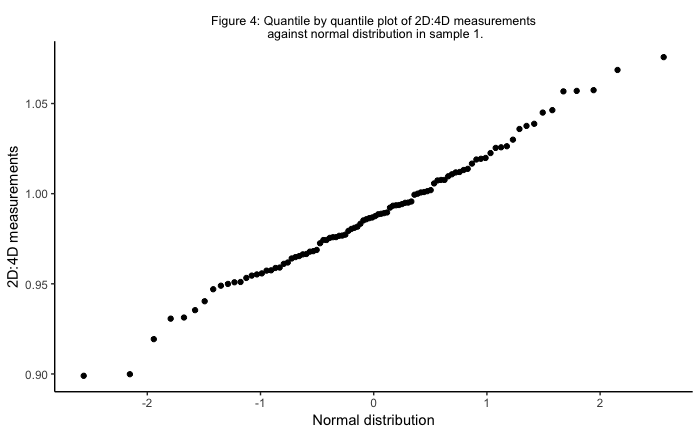 Figure 4: Quantile by quantile plot of 2D:4D measurements
against normal distribution in sample 1.
2D:4D measurements
1.05
1.00
0.95
0.90
-2 -1 0 1 2
Normal distribution